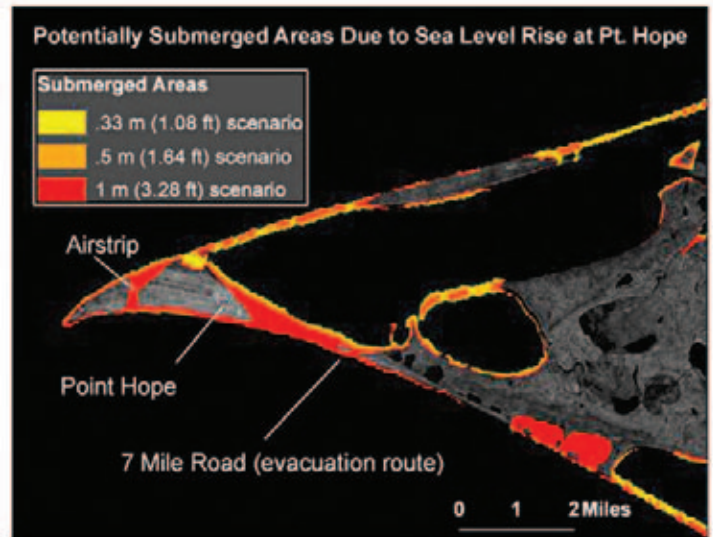 Potentially Submerged Areas Due to Sea Level Rise at Pt. Hope
Submerged Areas
.33 m (1.08 ft) scenario
.5 m (1.64 ft) scenario
1 m (3.28 ft) scenario
Airstrip
Point Hope
7 Mile Road (evacuation route)
0 1 2 Miles